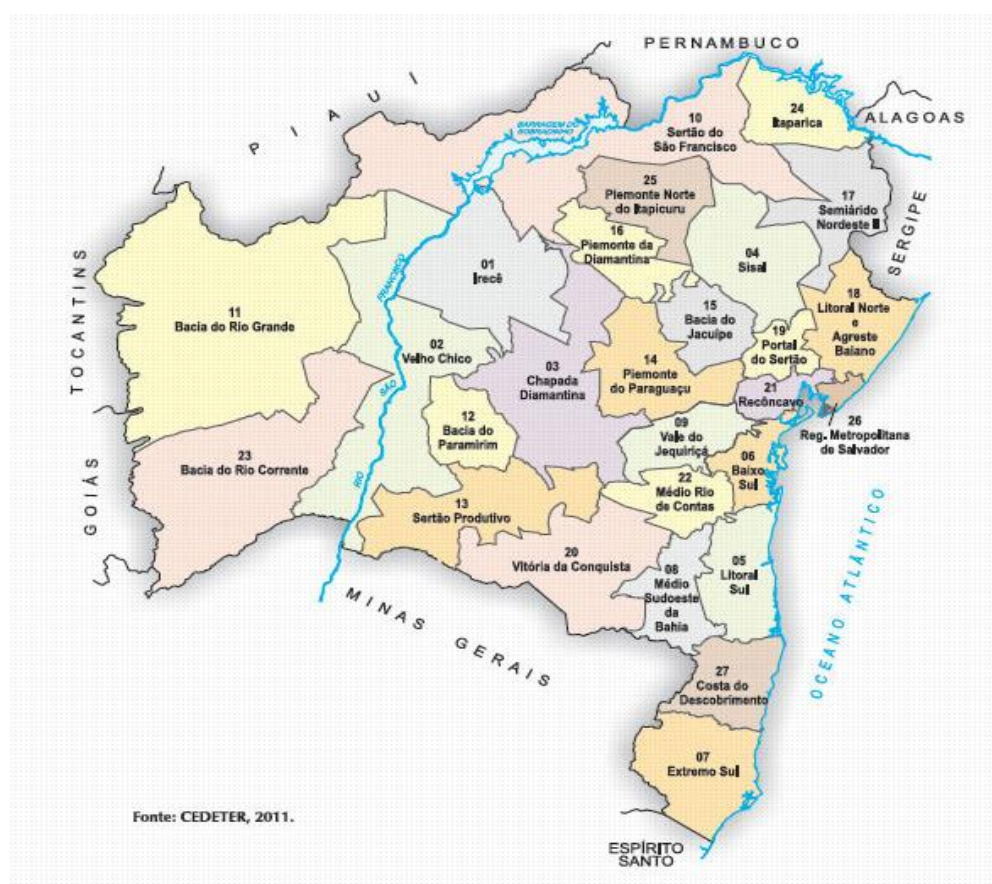 PERNAMBUCO
PIAUI
ALAGOAS
SERGIPE
TOCANTINS
GOIÁS
MINAS GERAIS
ESPÍRITO
SANTO
OCEANO ATLÂNTICO
BARRAGEM DO
SOBRADINHO
RIO
SÃO
FRANCISCO
24
Itaparica
10
Sertão do
São Francisco
25
Piemonte Norte
do Itapicuru
17
Semiárido
Nordeste II
16
Piemonte da
Diamantina
04
Sisal
01
Irecê
11
Bacia do Rio Grande
15
Bacia do
Jacuípe
18
Litoral Norte
e
Agreste
Baiano
19
Portal
do Sertão
02
Velho Chico
03
Chapada
Diamantina
14
Piemonte
do Paraguaçu
21
Recôncavo
26
Reg. Metropolitana
de Salvador
12
Bacia do
Paramirim
09
Vale do
Jequiriçá
06
Baixo
Sul
23
Bacia do Rio Corrente
22
Médio Rio
de Contas
13
Sertão Produtivo
20
Vitória da Conquista
08
Médio
Sudoeste
da
Bahia
05
Litoral
Sul
27
Costa do
Descobrimento
07
Extremo Sul
Fonte: CEDETER, 2011.